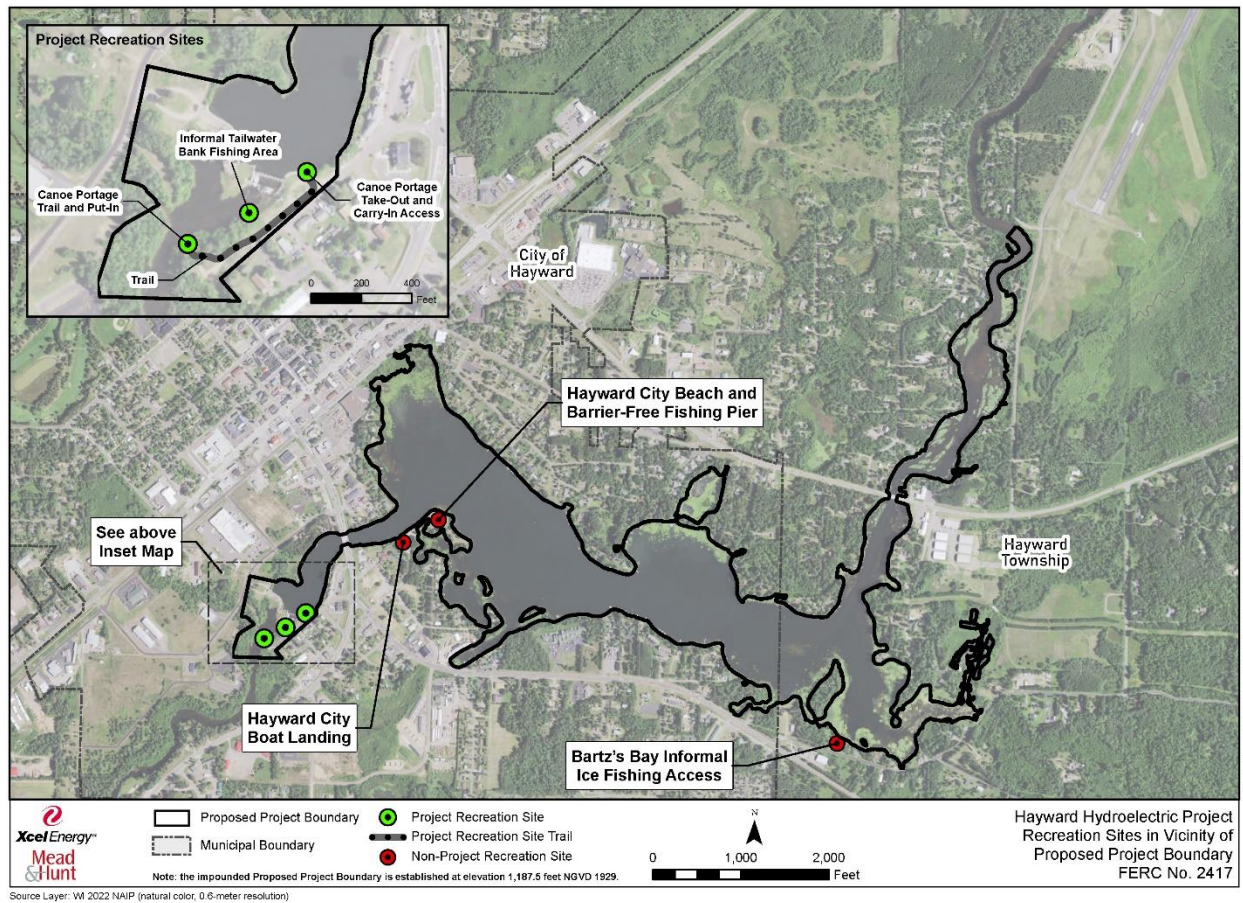 Project Recreation Sites
Informal Tailwater
Bank Fishing Area
Canoe Portage
Trail and Put-In
Canoe Portage
Take-Out and
Carry-In Access
Trail
0 200 400
Feet
City of
Hayward
Hayward City Beach and
Barrier-Free Fishing Pier
See above
Inset Map
Hayward
Township
Hayward City
Boat Landing
Bartz's Bay Informal
Ice Fishing Access
Xcel Energy™
Mead
&Hunt
Proposed Project Boundary
Municipal Boundary
Project Recreation Site
Project Recreation Site Trail
Non-Project Recreation Site
Note: the impounded Proposed Project Boundary is established at elevation 1,187.5 feet NGVD 1929.
N
0 1,000 2,000
Feet
Hayward Hydroelectric Project
Recreation Sites in Vicinity of
Proposed Project Boundary
FERC No. 2417
Source Layer: WI 2022 NAIP (natural color, 0.6-meter resolution)